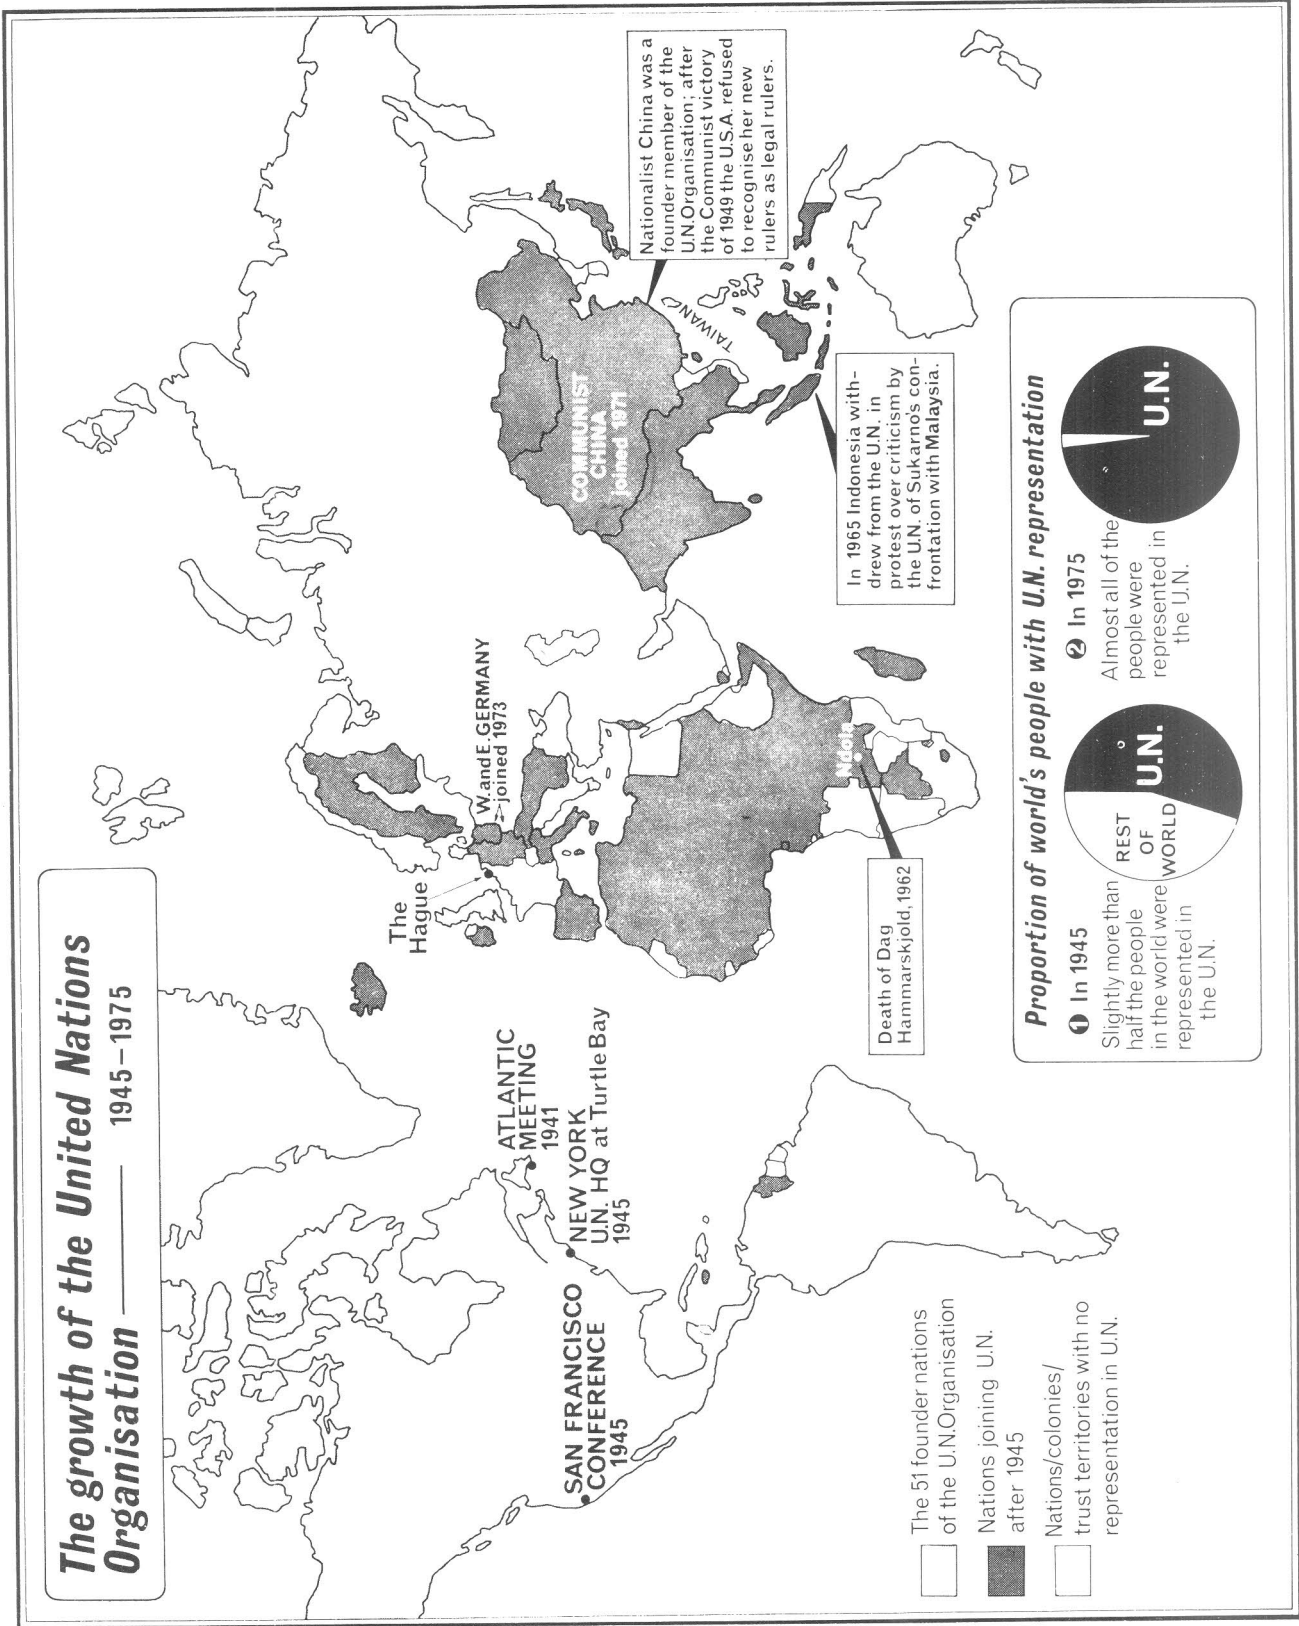 The growth of the United Nations
Organisation 1945–1975
The
Hague
W.and E.GERMANY
joined 1973
COMMUNIST
CHINA
joined 1971
TAIWAN
Nationalist China was a
founder member of the
U.N.Organisation; after
the Communist victory
of 1949 the U.S.A. refused
to recognise her new
rulers as legal rulers.
ATLANTIC
MEETING
1941
NEW YORK
U.N. HQ at Turtle Bay
1945
SAN FRANCISCO
CONFERENCE
1945
Ndola
Death of Dag
Hammarskjold, 1962
In 1965 Indonesia with-
drew from the U.N. in
protest over criticism by
the U.N. of Sukarno's con-
frontation with Malaysia.
The 51 founder nations
of the U.N.Organisation
Nations joining U.N.
after 1945
Nations/colonies/
trust territories with no
representation in U.N.
Proportion of world's people with U.N. representation
1 In 1945
Slightly more than
half the people
in the world were
represented in
the U.N.
REST
OF
WORLD
U.N.
2 In 1975
Almost all of the
people were
represented in
the U.N.
U.N.